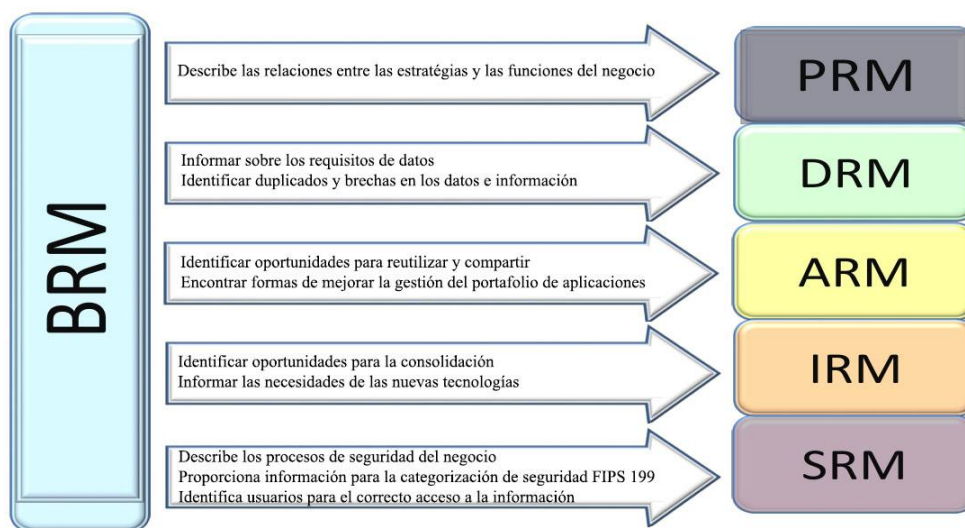 BRM
Describe las relaciones entre las estratégias y las funciones del negocio
PRM
Informar sobre los requisitos de datos
Identificar duplicados y brechas en los datos e información
DRM
Identificar oportunidades para reutilizar y compartir
Encontrar formas de mejorar la gestión del portafolio de aplicaciones
ARM
Identificar oportunidades para la consolidación
Informar las necesidades de las nuevas tecnologías
IRM
Describe los procesos de seguridad del negocio
Proporciona información para la categorización de seguridad FIPS 199
Identifica usuarios para el correcto acceso a la información
SRM